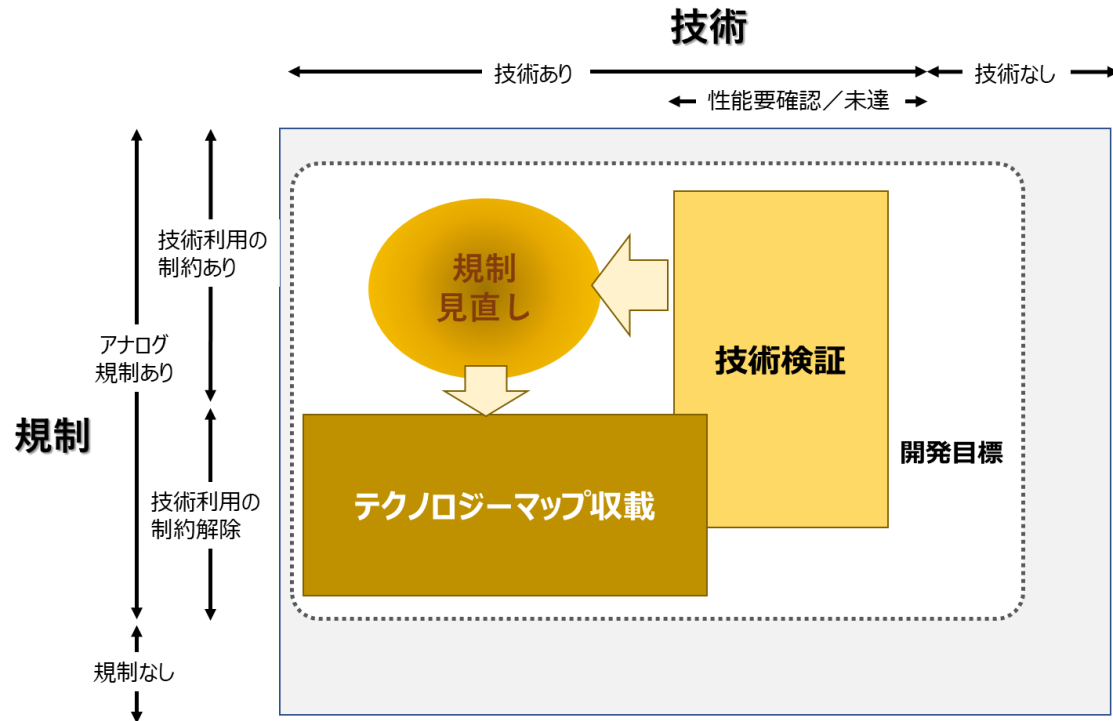 技術
技術あり
技術なし
性能要確認／未達
技術利用の
制約あり
規制
見直し
アナログ
規制あり
技術検証
規制
開発目標
技術利用の
制約解除
テクノロジーマップ収載
規制なし